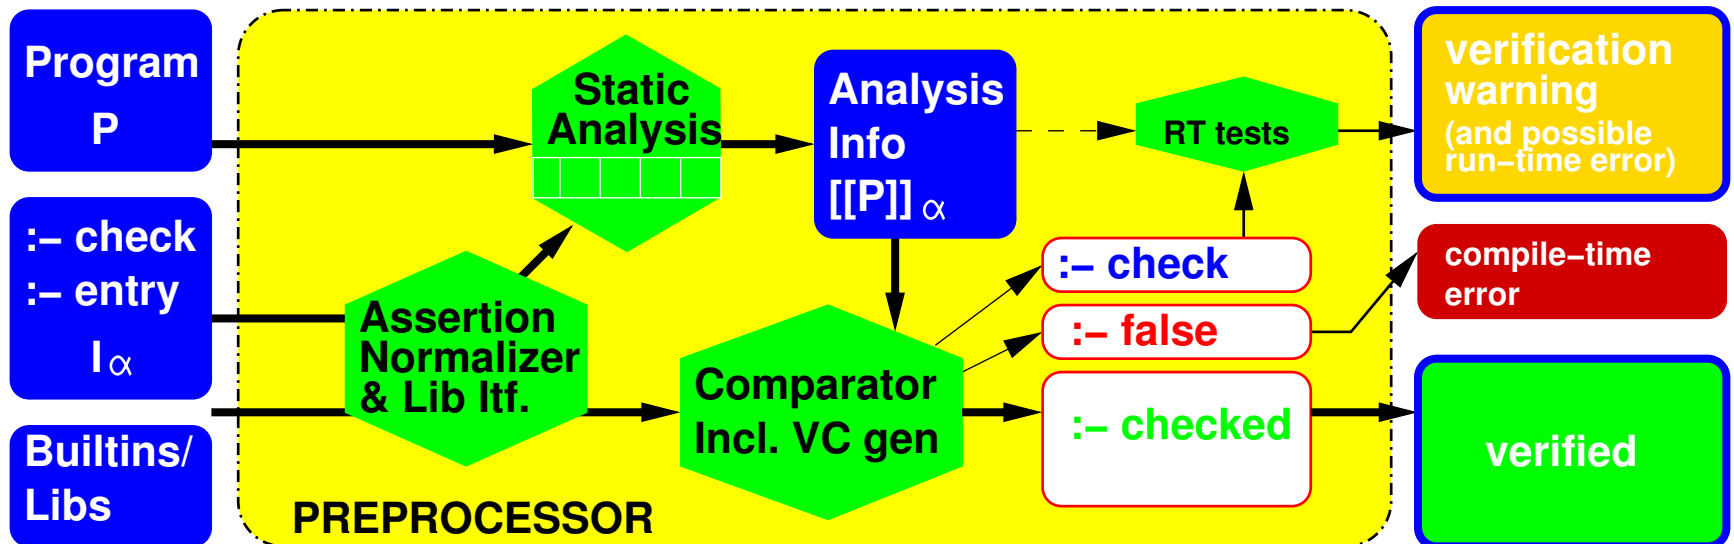 Program
P
:– check
:– entry
I α
Builtins/
Libs
Static
Analysis
Assertion
Normalizer
& Lib Itf.
PREPROCESSOR
Analysis
Info
[[P]] α
Comparator
Incl. VC gen
RT tests
:– check
:– false
:– checked
verification
warning
(and possible
run–time error)
compile–time
error
verified